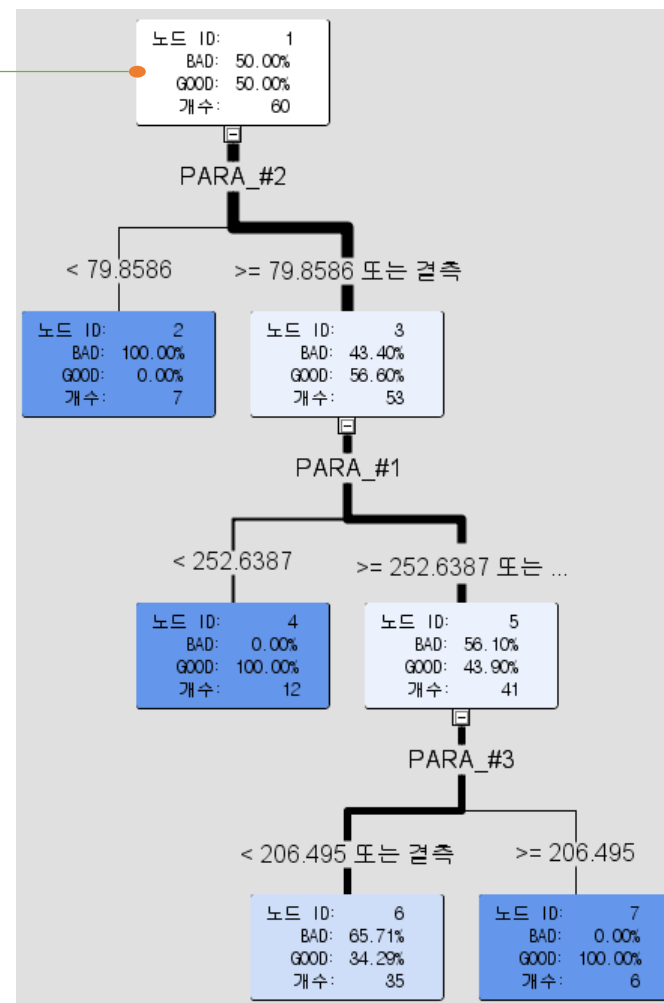 노드 ID: 1
BAD: 50.00%
GOOD: 50.00%
개수: 60
PARA_#2
< 79.8586
>= 79.8586 또는 결측
노드 ID: 2
BAD: 100.00%
GOOD: 0.00%
개수: 7
노드 ID: 3
BAD: 43.40%
GOOD: 56.60%
개수: 53
PARA_#1
< 252.6387
>= 252.6387 또는 ...
노드 ID: 4
BAD: 0.00%
GOOD: 100.00%
개수: 12
노드 ID: 5
BAD: 56.10%
GOOD: 43.90%
개수: 41
PARA_#3
< 206.495 또는 결측
>= 206.495
노드 ID: 6
BAD: 65.71%
GOOD: 34.29%
개수: 35
노드 ID: 7
BAD: 0.00%
GOOD: 100.00%
개수: 6